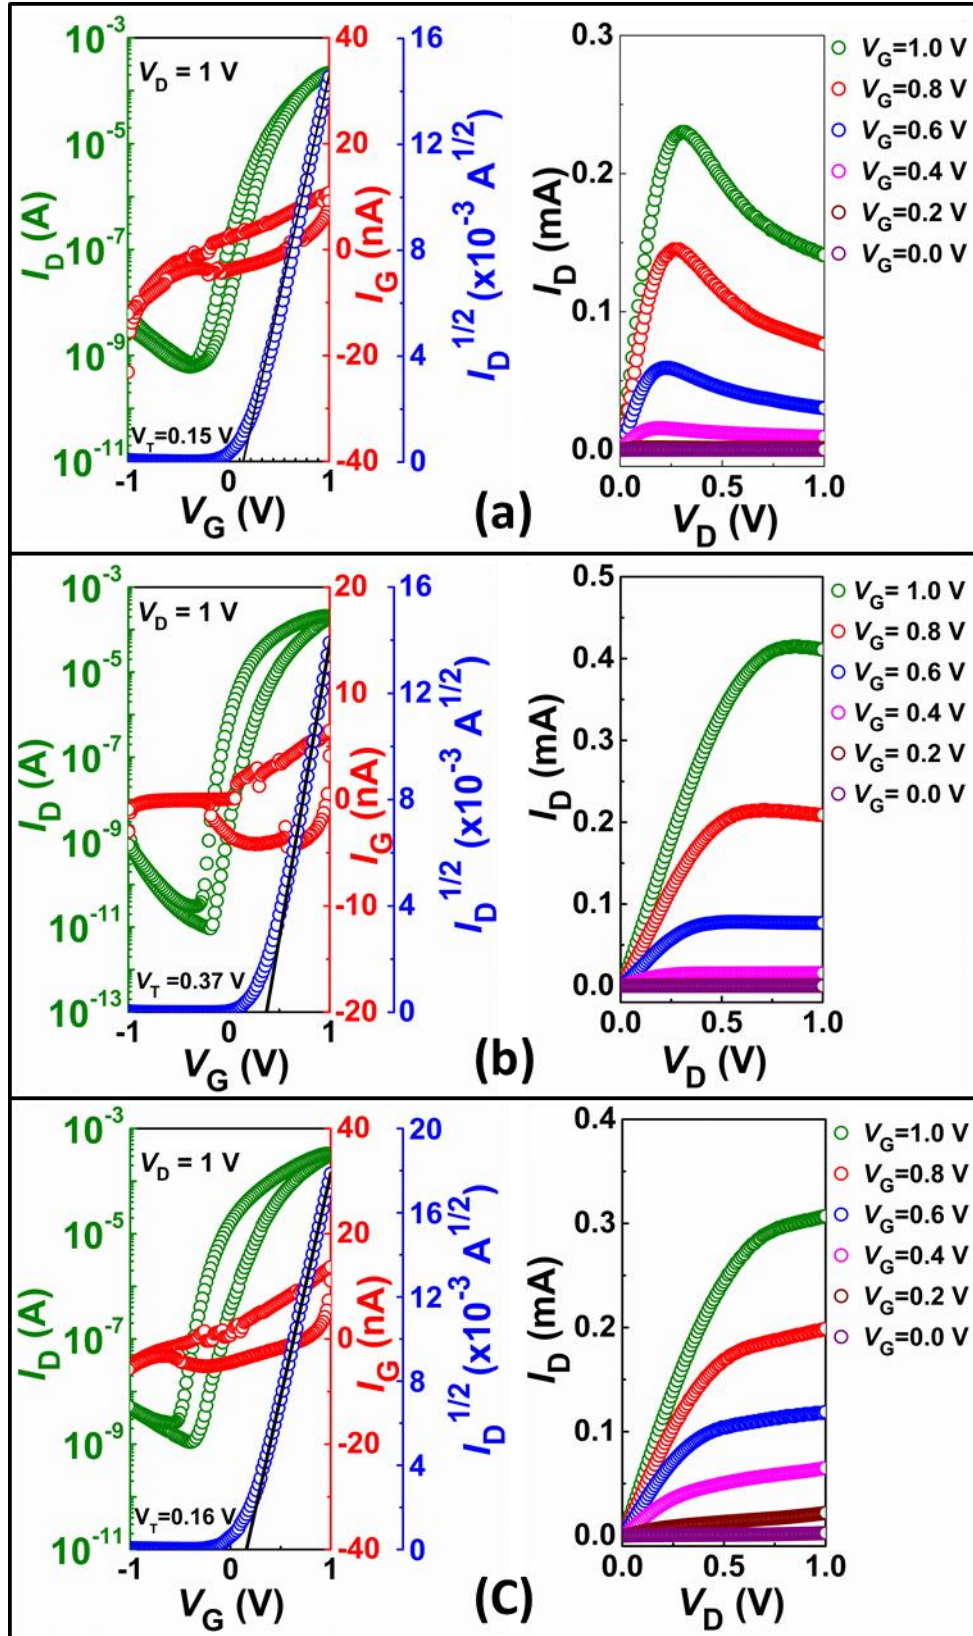 10⁻³
10⁻⁵
10⁻⁷
10⁻⁹
10⁻¹¹
I_D (A)
V_D = 1 V
V_T=0.15 V
-1
0
1
V_G (V)
40
20
0
-20
-40
I_G (nA)
16
12
8
4
0
I_D^1/2 (x10⁻³ A^1/2)
(a)
0.3
0.2
0.1
0.0
I_D (mA)
0.0
0.5
1.0
V_D (V)
V_G=1.0 V
V_G=0.8 V
V_G=0.6 V
V_G=0.4 V
V_G=0.2 V
V_G=0.0 V
10⁻³
10⁻⁵
10⁻⁷
10⁻⁹
10⁻¹¹
10⁻¹³
I_D (A)
V_D = 1 V
V_T =0.37 V
-1
0
1
V_G (V)
20
10
0
-10
-20
I_G (nA)
16
12
8
4
0
I_D^1/2 (x10⁻³ A^1/2)
(b)
0.5
0.4
0.3
0.2
0.1
0.0
I_D (mA)
0.0
0.5
1.0
V_D (V)
V_G= 1.0 V
V_G= 0.8 V
V_G= 0.6 V
V_G= 0.4 V
V_G= 0.2 V
V_G= 0.0 V
10⁻³
10⁻⁵
10⁻⁷
10⁻⁹
10⁻¹¹
I_D (A)
V_D = 1 V
V_T=0.16 V
-1
0
1
V_G (V)
40
20
0
-20
-40
I_G (nA)
20
16
12
8
4
0
I_D^1/2 (x10⁻³ A^1/2)
(C)
0.4
0.3
0.2
0.1
0.0
I_D (mA)
0.0
0.5
1.0
V_D (V)
V_G=1.0 V
V_G=0.8 V
V_G=0.6 V
V_G=0.4 V
V_G=0.2 V
V_G=0.0 V